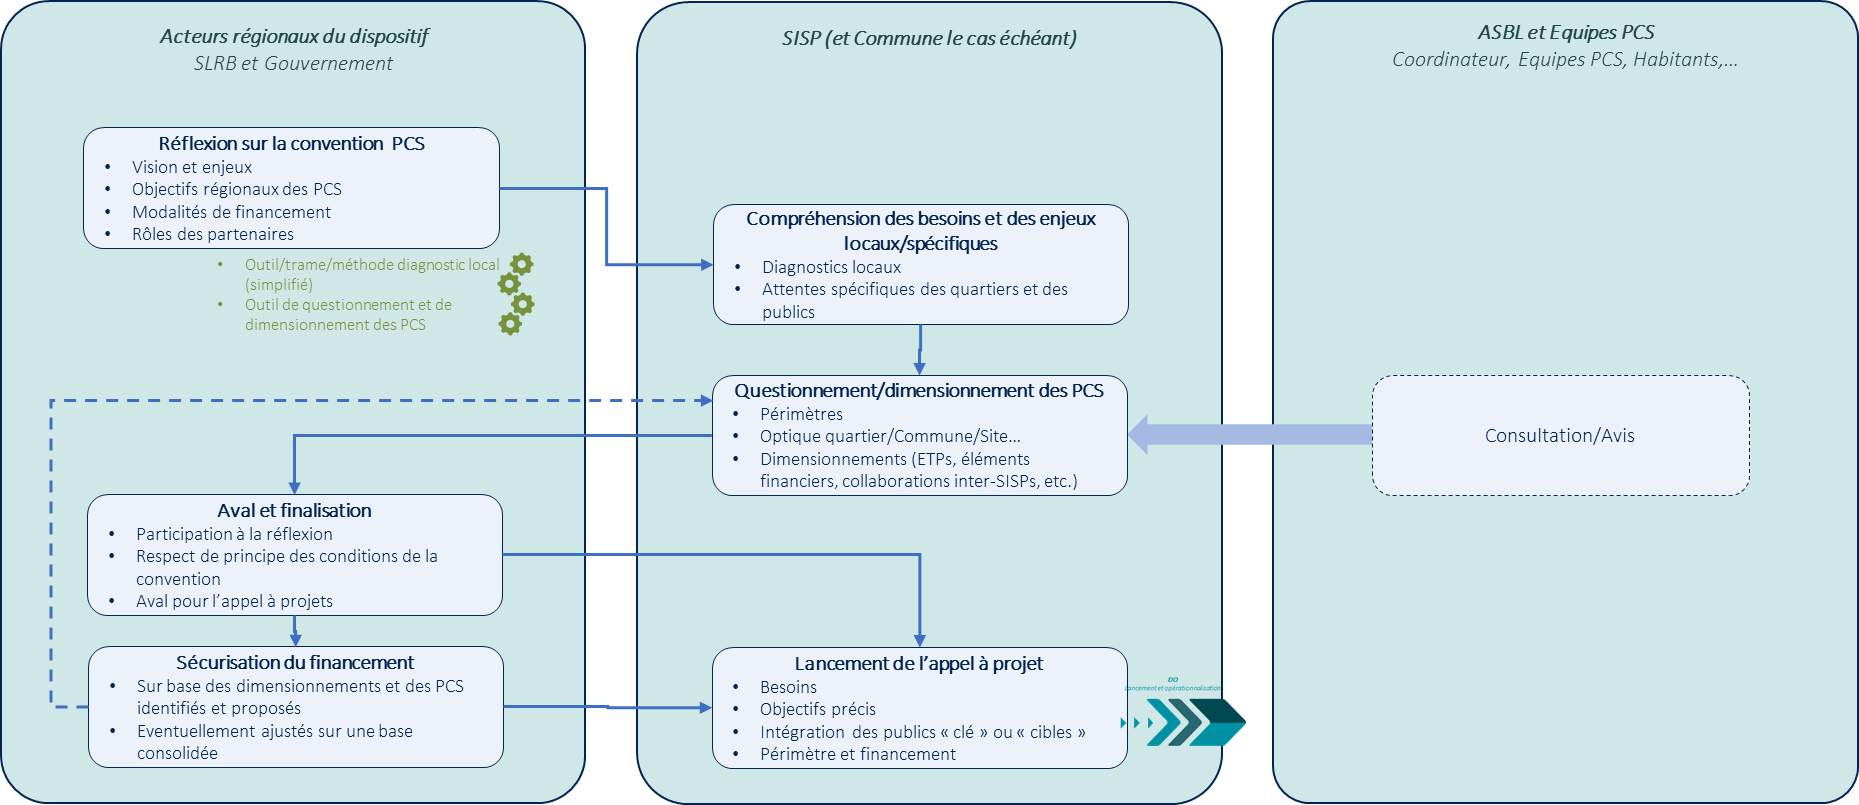 Acteurs régionaux du dispositif
SLRB et Gouvernement
Réflexion sur la convention PCS
• Vision et enjeux
• Objectifs régionaux des PCS
• Modalités de financement
• Rôles des partenaires
• Outil/trame/méthode diagnostic local
(simplifié)
• Outil de questionnement et de
dimensionnement des PCS
Aval et finalisation
• Participation à la réflexion
• Respect de principe des conditions de la
convention
• Aval pour l’appel à projets
Sécurisation du financement
• Sur base des dimensionnements et des PCS
identifiés et proposés
• Eventuellement ajustés sur une base
consolidée
SISP (et Commune le cas échéant)
Compréhension des besoins et des enjeux
locaux/spécifiques
• Diagnostics locaux
• Attentes spécifiques des quartiers et des
publics
Questionnement/dimensionnement des PCS
• Périmètres
• Optique quartier/Commune/Site…
• Dimensionnements (ETPs, éléments
financiers, collaborations inter-SISPs, etc.)
Lancement de l’appel à projet
• Besoins
• Objectifs précis
• Intégration des publics « clé » ou « cibles »
• Périmètre et financement
DO
Lancement et opérationnalisation
ASBL et Equipes PCS
Coordinateur, Equipes PCS, Habitants,…
Consultation/Avis